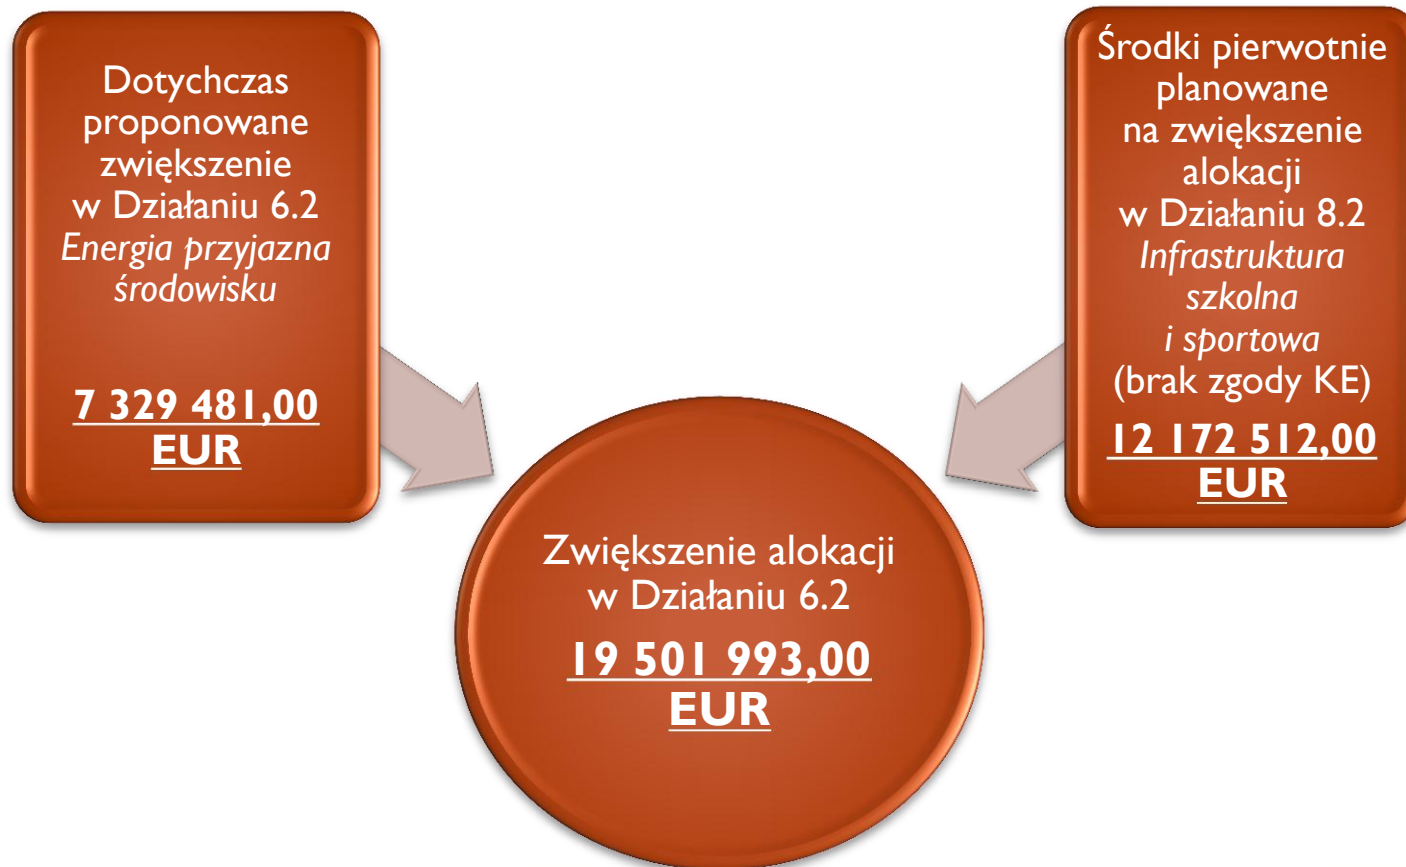 Dotychczas
proponowane
zwiększenie
w Działaniu 6.2
Energia przyjazna
środowisku
7 329 481,00
EUR
Środki pierwotnie
planowane
na zwiększenie
alokacji
w Działaniu 8.2
Infrastruktura
szkolna
i sportowa
(brak zgody KE)
12 172 512,00
EUR
Zwiększenie alokacji
w Działaniu 6.2
19 501 993,00
EUR